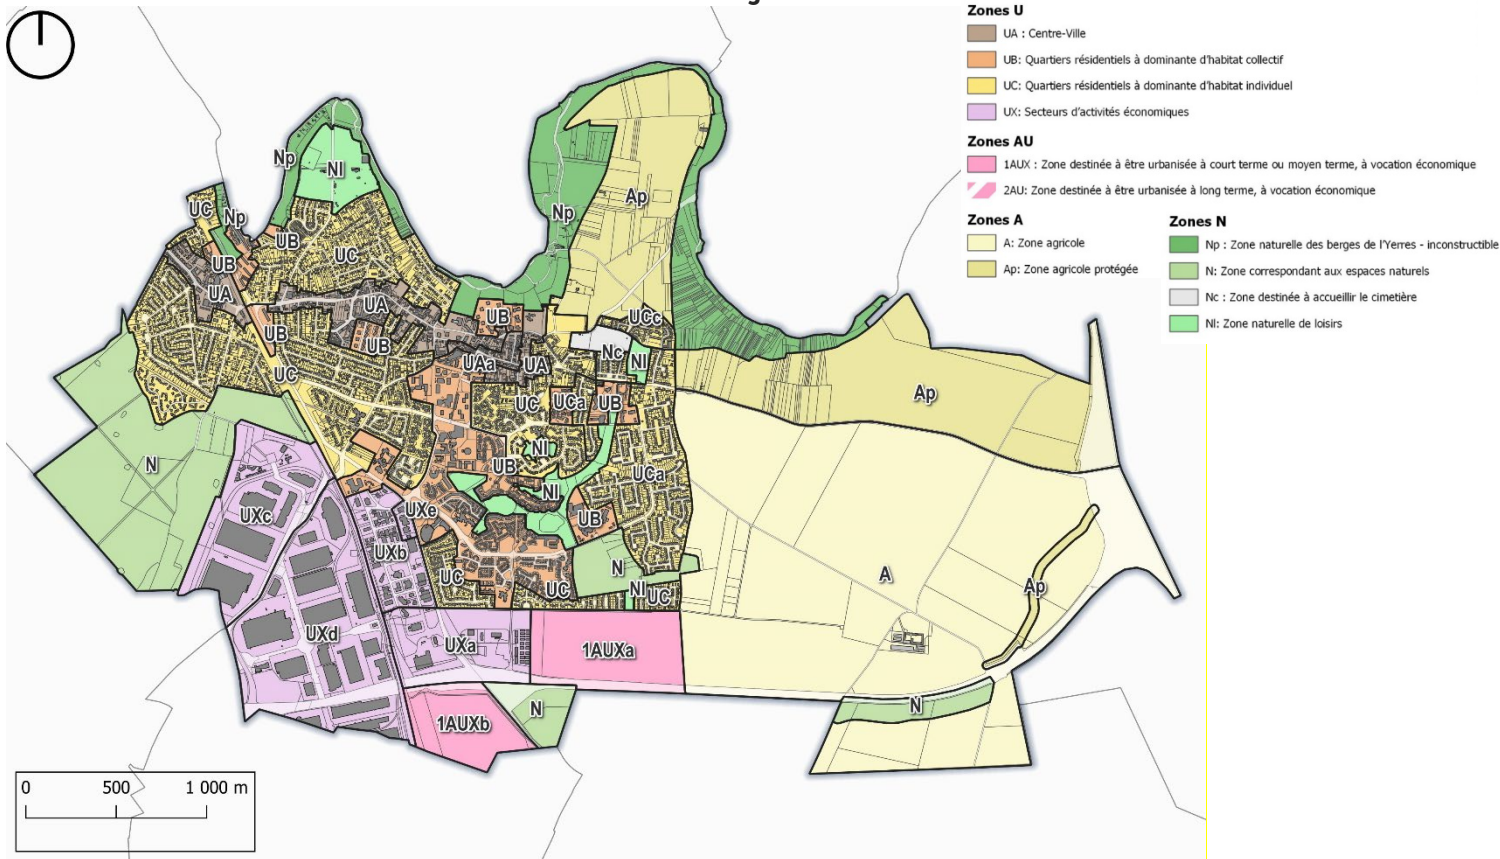 Zones U
UA : Centre-Ville
UB: Quartiers résidentiels à dominante d'habitat collectif
UC: Quartiers résidentiels à dominante d'habitat individuel
UX: Secteurs d'activités économiques
Zones AU
1AUX : Zone destinée à être urbanisée à court terme ou moyen terme, à vocation économique
2AU: Zone destinée à être urbanisée à long terme, à vocation économique
Zones A
A: Zone agricole
Ap: Zone agricole protégée
Zones N
Np : Zone naturelle des berges de l'Yerres - inconstructible
N: Zone correspondant aux espaces naturels
Nc : Zone destinée à accueillir le cimetière
Nl: Zone naturelle de loisirs
Np
Nl
Ap
UC
Np
Np
UB
UC
UB
UA
UA
UB
UCc
UB
UB
Nc
Nl
UAa
UA
UC
Ap
UC
UCa
UB
Nl
N
UB
UCa
Nl
UXc
UXe
UB
UXb
N
A
UC
UC
Nl
UC
Ap
UXd
UXa
1AUXa
N
N
1AUXb
0 500 1 000 m